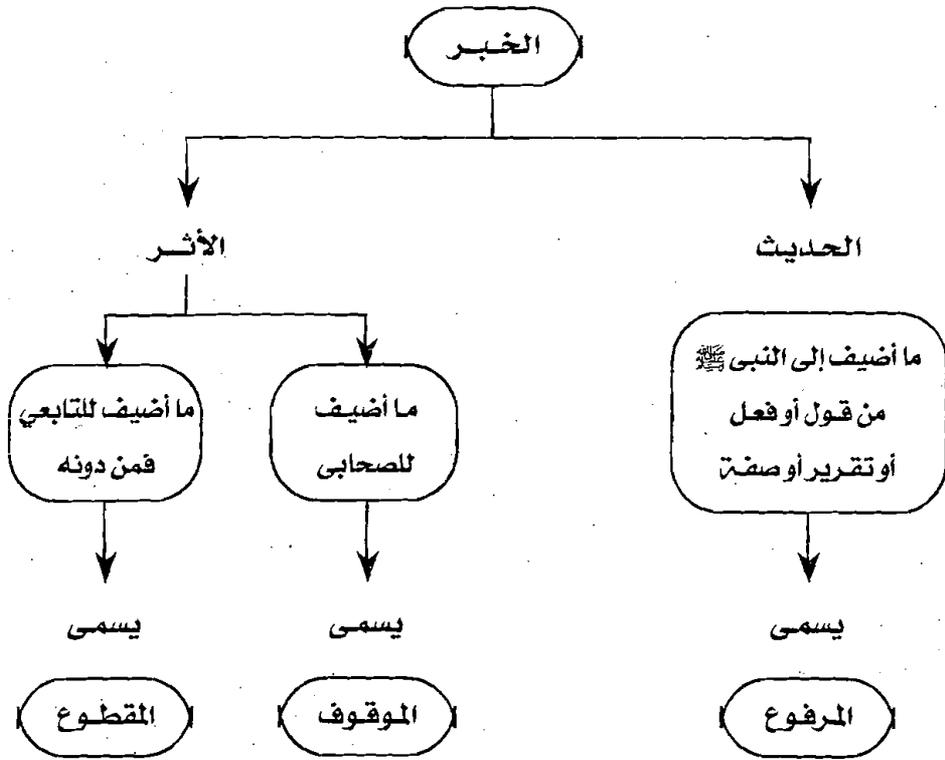 الخبر
الحديث
الأثر
ما أضيف إلى النبى ﷺ
من قول أو فعل
أو تقرير أو صفة
ما أضيف
للصحابى
ما أضيف للتابعي
فمن دونه
يسمى
يسمى
يسمى
المرفوع
الموقوف
المقطوع